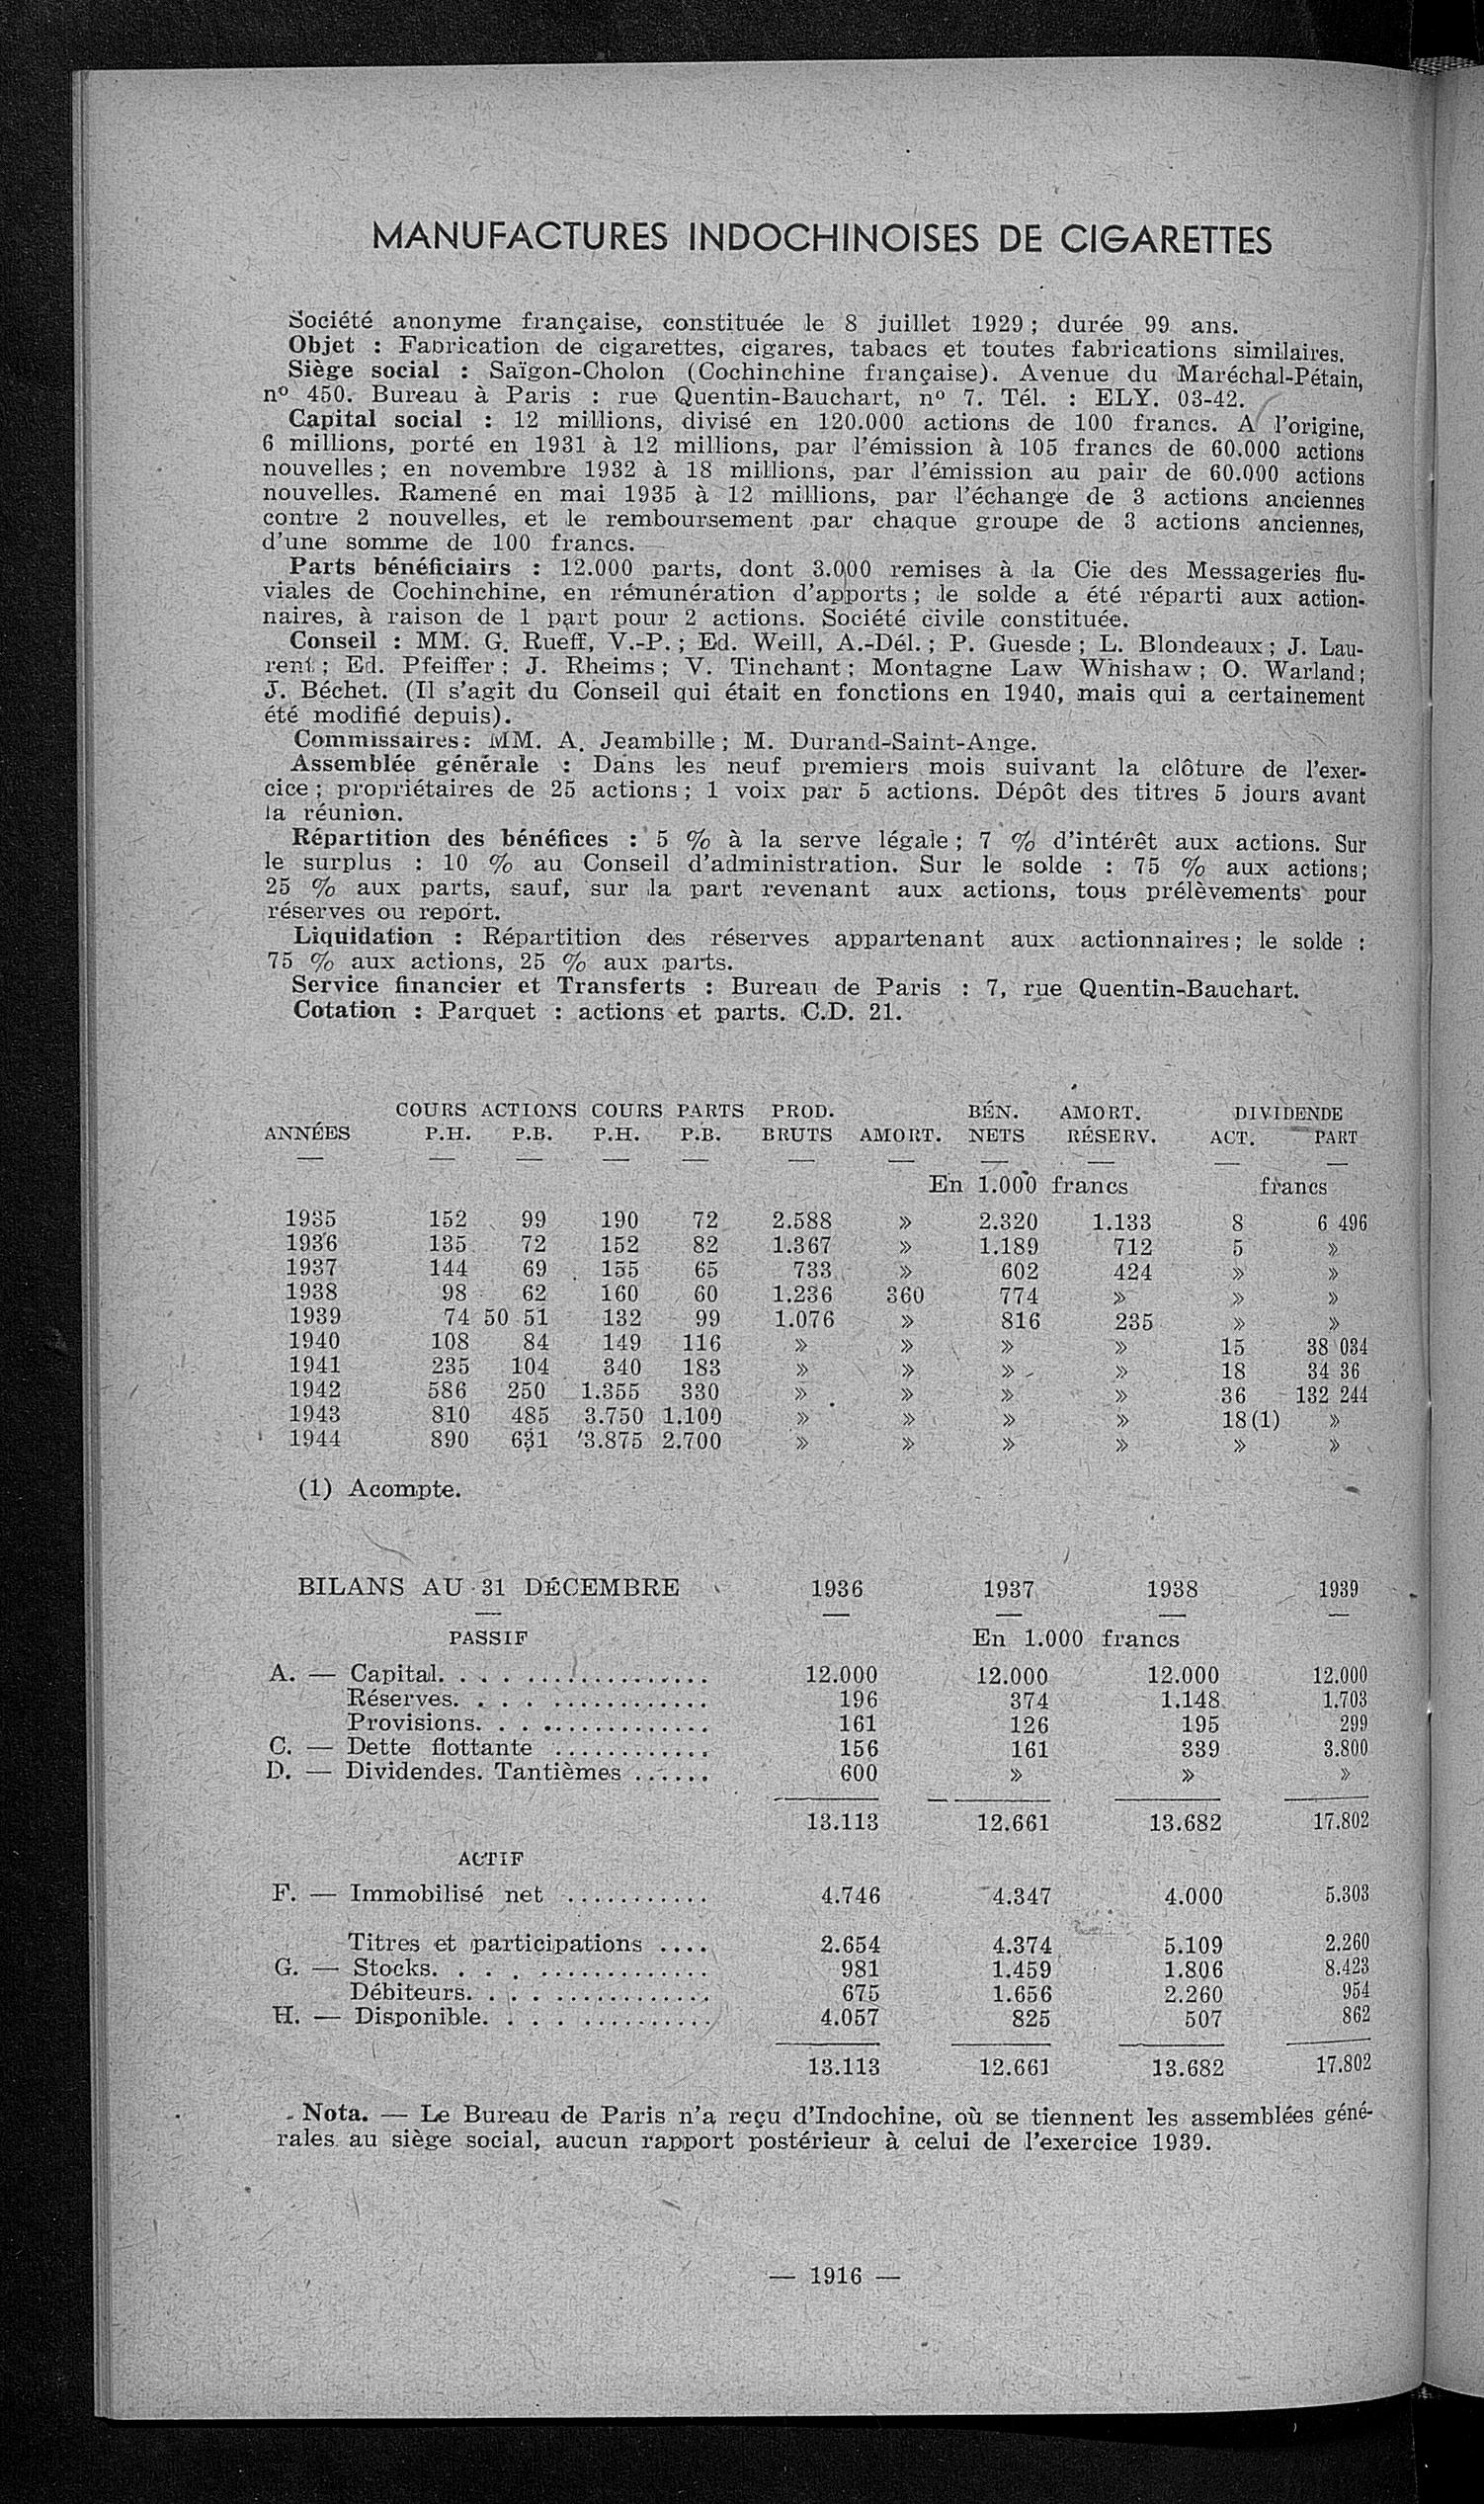 MANUFACTURES INDOCHINOISES DE CIGARETTES
Société anonyme française, constituée le 8 juillet 1929 ; durée 99 ans.
Objet : Fabrication de cigarettes, cigares, tabacs et toutes fabrications similaires.
Siège social : Saïgon-Cholon (Cochinchine française). Avenue du Maréchal-Pétain,
nº 450. Bureau à Paris : rue Quentin-Bauchart, nº 7. Tél. : ELY. 03-42.
Capital social : 12 millions, divisé en 120.000 actions de 100 francs. A l'origine,
6 millions, porté en 1931 à 12 millions, par l'émission à 105 francs de 60.000 actions
nouvelles ; en novembre 1932 à 18 millions, par l'émission au pair de 60.000 actions
nouvelles. Ramené en mai 1935 à 12 millions, par l'échange de 3 actions anciennes
contre 2 nouvelles, et le remboursement par chaque groupe de 3 actions anciennes,
d'une somme de 100 francs.
Parts bénéficiairs : 12.000 parts, dont 3.000 remises à la Cie des Messageries flu-
viales de Cochinchine, en rémunération d'apports ; le solde a été réparti aux action-
naires, à raison de 1 part pour 2 actions. Société civile constituée.
Conseil : MM. G. Rueff, V.-P. ; Ed. Weill, A.-Dél. ; P. Guesde ; L. Blondeaux ; J. Lau-
rent ; Ed. Pfeiffer ; J. Rheims ; V. Tinchant ; Montagne Law Whishaw ; O. Warland ;
J. Béchet. (Il s'agit du Conseil qui était en fonctions en 1940, mais qui a certainement
été modifié depuis).
Commissaires : MM. A. Jeambille ; M. Durand-Saint-Ange.
Assemblée générale : Dans les neuf premiers mois suivant la clôture de l'exer-
cice ; propriétaires de 25 actions ; 1 voix par 5 actions. Dépôt des titres 5 jours avant
la réunion.
Répartition des bénéfices : 5 % à la serve légale ; 7 % d'intérêt aux actions. Sur
le surplus : 10 % au Conseil d'administration. Sur le solde : 75 % aux actions ;
25 % aux parts, sauf, sur la part revenant aux actions, tous prélèvements pour
réserves ou report.
Liquidation : Répartition des réserves appartenant aux actionnaires ; le solde :
75 % aux actions, 25 % aux parts.
Service financier et Transferts : Bureau de Paris : 7, rue Quentin-Bauchart.
Cotation : Parquet : actions et parts. C.D. 21.
COURS ACTIONS COURS PARTS PROD. BÉN. AMORT. DIVIDENDE
ANNÉES P.H. P.B. P.H. P.B. BRUTS AMORT. NETS RÉSERV. ACT. PART
— — — — — — — — — — —
En 1.000 francs francs
1935 152 99 190 72 2.588 » 2.320 1.133 8 6 496
1936 135 72 152 82 1.367 » 1.189 712 5 »
1937 144 69 155 65 733 » 602 424 » »
1938 98 62 160 60 1.236 360 774 » » »
1939 74 50 51 132 99 1.076 » 816 235 » »
1940 108 84 149 116 » » » » 15 38 034
1941 235 104 340 183 » » » » 18 34 36
1942 586 250 1.355 330 » » » » 36 132 244
1943 810 485 3.750 1.100 » » » » 18 (1) »
1944 890 631 3.875 2.700 » » » » » »
(1) Acompte.
BILANS AU 31 DÉCEMBRE 1936 1937 1938 1939
— — — — —
PASSIF En 1.000 francs
A. — Capital. . . . . . . . . . . . . . . . . 12.000 12.000 12.000 12.000
Réserves. . . . . . . . . . . . . . . . . 196 374 1.148 1.703
Provisions. . . . . . . . . . . . . . . . 161 126 195 299
C. — Dette flottante ............ 156 161 339 3.800
D. — Dividendes. Tantièmes ...... 600 » » »
13.113 12.661 13.682 17.802
ACTIF
F. — Immobilisé net ........... 4.746 4.347 4.000 5.303
Titres et participations .... 2.654 4.374 5.109 2.260
G. — Stocks. . . . . . . . . . . . . . . . . 981 1.459 1.806 8.423
Débiteurs. . . . . . . . . . . . . . . . . 675 1.656 2.260 954
H. — Disponible. . . . . . . . . . . . . . 4.057 825 507 862
13.113 12.661 13.682 17.802
Nota. — Le Bureau de Paris n'a reçu d'Indochine, où se tiennent les assemblées géné-
rales au siège social, aucun rapport postérieur à celui de l'exercice 1939.
— 1916 —